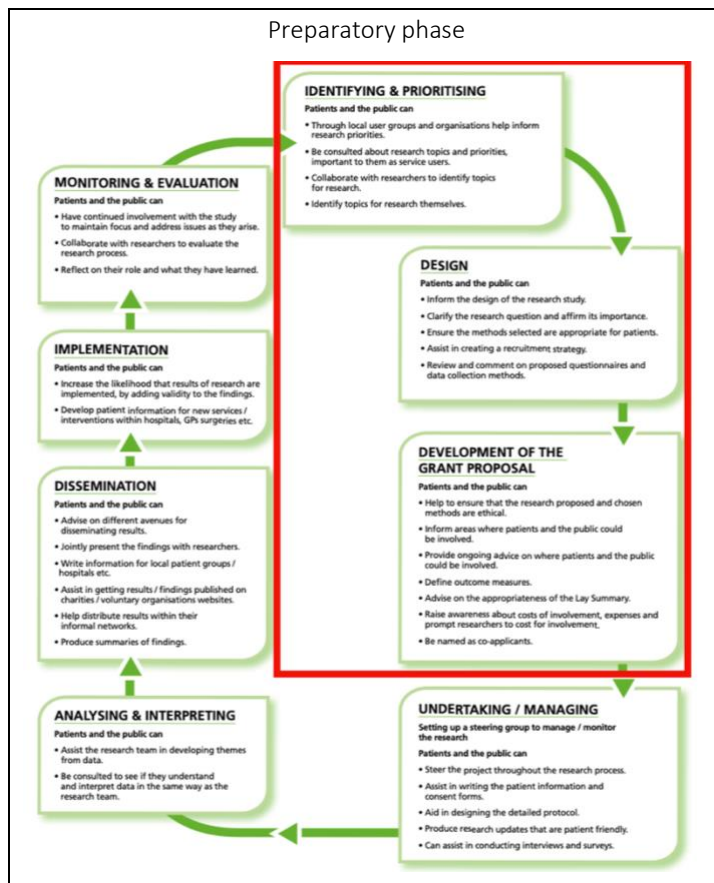 Preparatory phase
IDENTIFYING & PRIORITISING
Patients and the public can
• Through local user groups and organisations help inform
research priorities.
• Be consulted about research topics and priorities,
important to them as service users.
• Collaborate with researchers to identify topics
for research.
• Identify topics for research themselves.
DESIGN
Patients and the public can
• Inform the design of the research study.
• Clarify the research question and affirm its importance.
• Ensure the methods selected are appropriate for patients.
• Assist in creating a recruitment strategy.
• Review and comment on proposed questionnaires and
data collection methods.
DEVELOPMENT OF THE
GRANT PROPOSAL
Patients and the public can
• Help to ensure that the research proposed and chosen
methods are ethical.
• Inform areas where patients and the public could
be involved.
• Provide ongoing advice on where patients and the public
could be involved.
• Define outcome measures.
• Advise on the appropriateness of the Lay Summary.
• Raise awareness about costs of involvement, expenses and
prompt researchers to cost for involvement.
• Be named as co-applicants.
UNDERTAKING / MANAGING
Setting up a steering group to manage / monitor
the research
Patients and the public can
• Steer the project throughout the research process.
• Assist in writing the patient information and
consent forms.
• Aid in designing the detailed protocol.
• Produce research updates that are patient friendly.
• Can assist in conducting interviews and surveys.
ANALYSING & INTERPRETING
Patients and the public can
• Assist the research team in developing themes
from data.
• Be consulted to see if they understand
and interpret data in the same way as the
research team.
DISSEMINATION
Patients and the public can
• Advise on different avenues for
disseminating results.
• Jointly present the findings with researchers.
• Write information for local patient groups /
hospitals etc.
• Assist in getting results / findings published on
charities / voluntary organisations websites.
• Help distribute results within their
informal networks.
• Produce summaries of findings.
IMPLEMENTATION
Patients and the public can
• Increase the likelihood that results of research are
implemented, by adding validity to the findings.
• Develop patient information for new services /
interventions within hospitals, GPs surgeries etc.
MONITORING & EVALUATION
Patients and the public can
• Have continued involvement with the study
to maintain focus and address issues as they arise.
• Collaborate with researchers to evaluate the
research process.
• Reflect on their role and what they have learned.